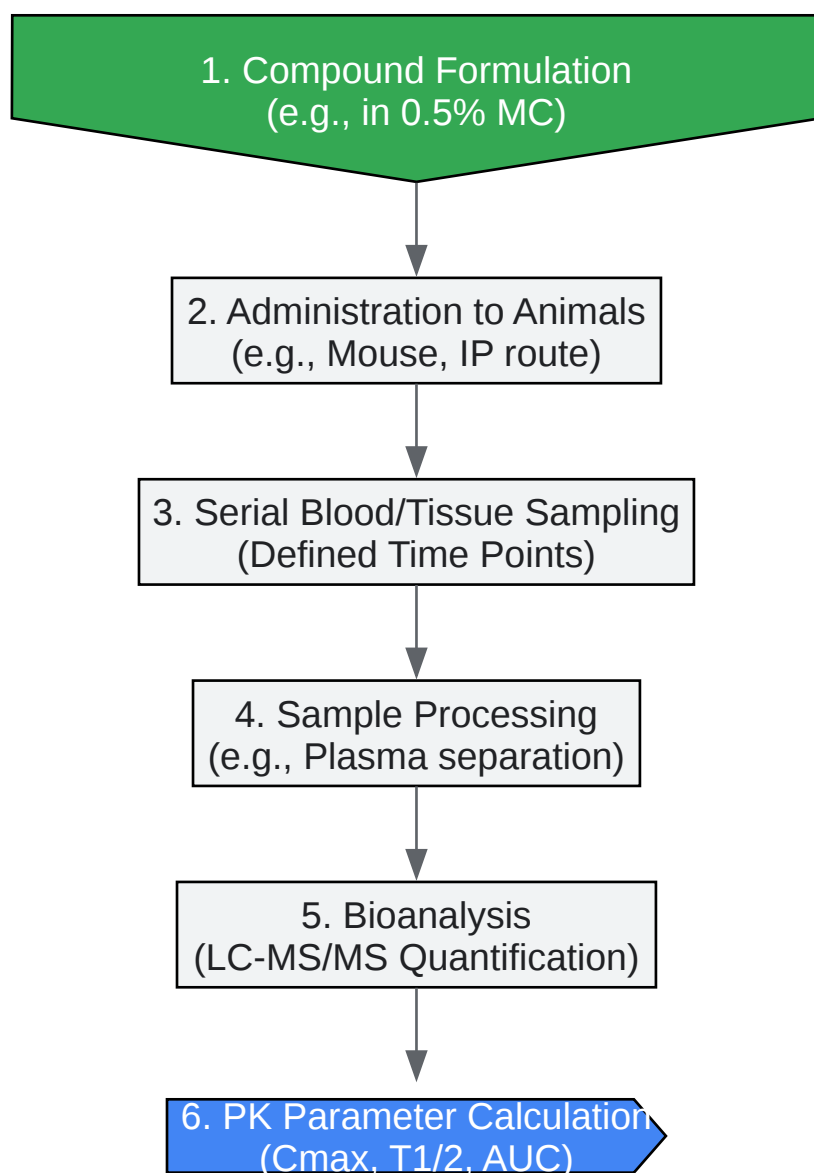 1. Compound Formulation
(e.g., in 0.5% MC)
2. Administration to Animals
(e.g., Mouse, IP route)
3. Serial Blood/Tissue Sampling
(Defined Time Points)
4. Sample Processing
(e.g., Plasma separation)
5. Bioanalysis
(LC-MS/MS Quantification)
6. PK Parameter Calculation
(Cmax, T1/2, AUC)